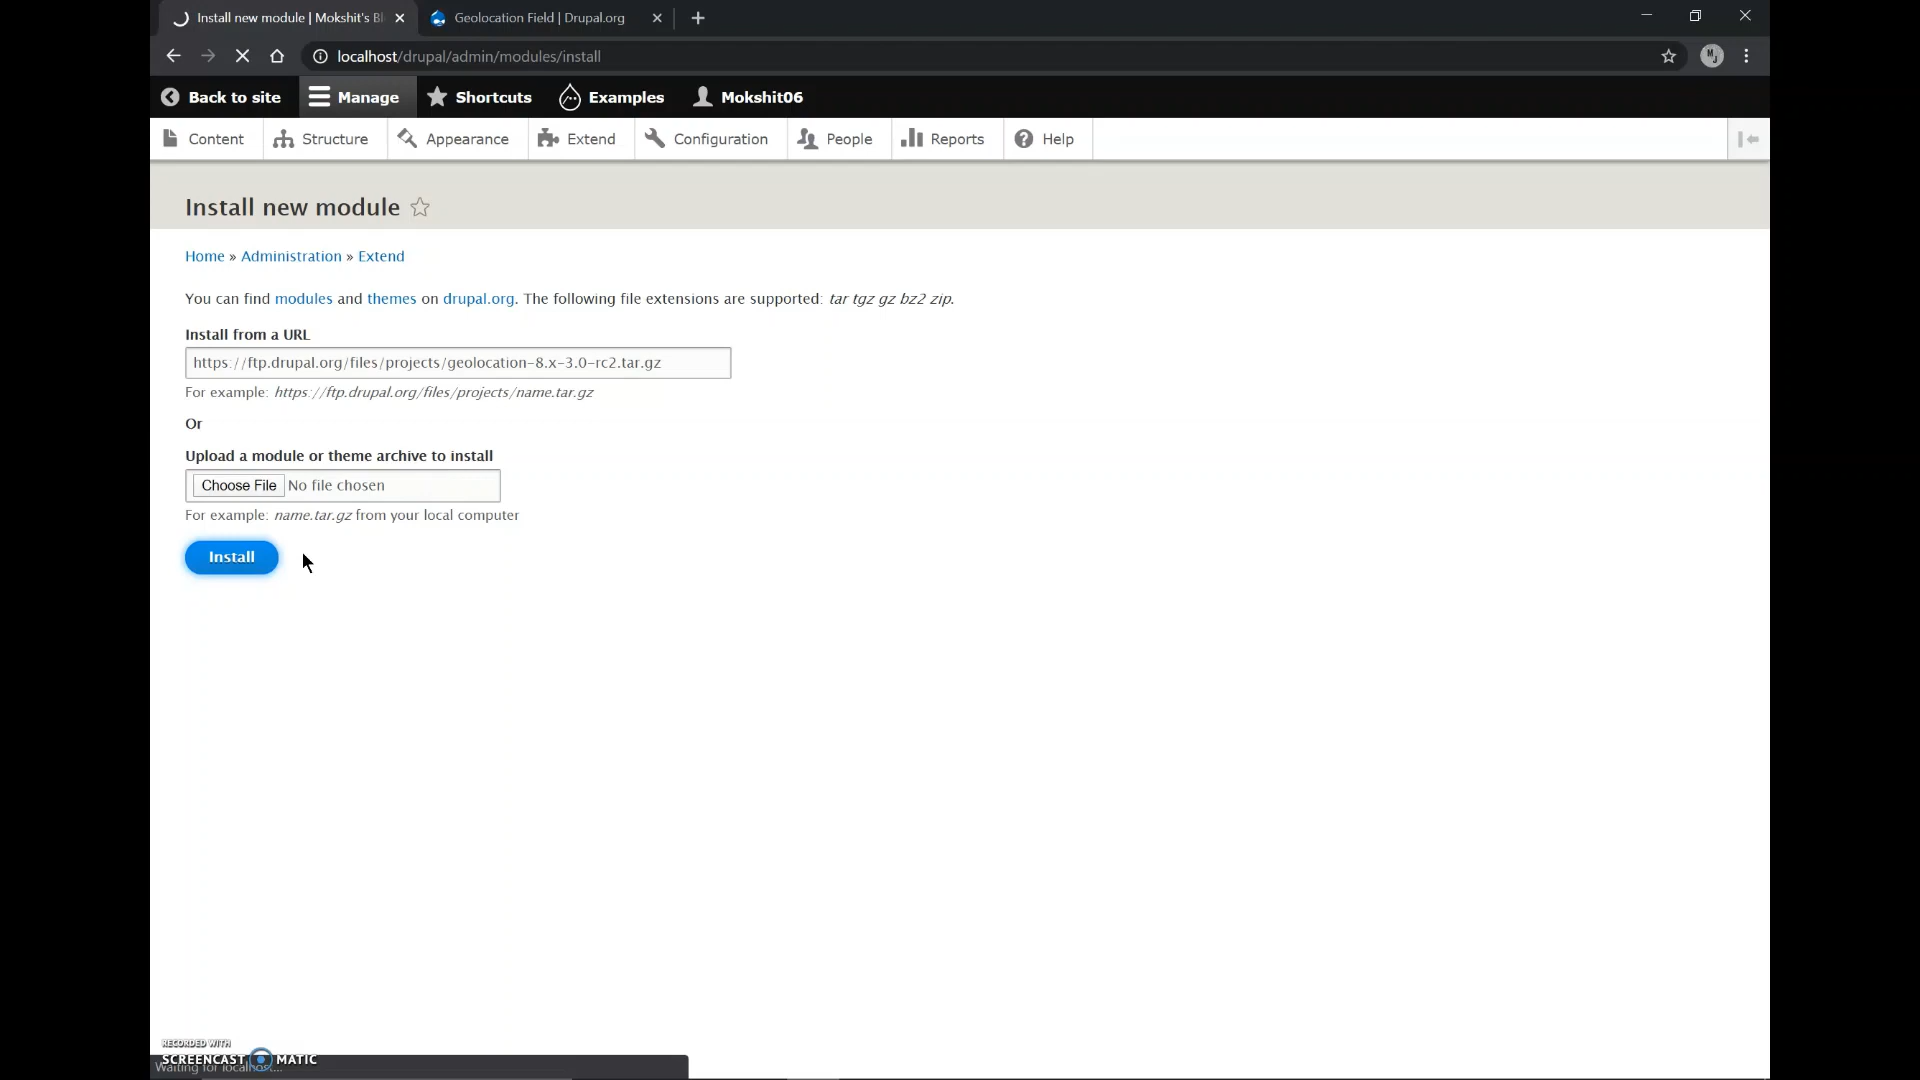 Install new module | Mokshit's Bl
Geolocation Field | Drupal.org
localhost/drupal/admin/modules/install
MJ
Back to site
Manage
Shortcuts
Examples
Mokshit06
Content
Structure
Appearance
Extend
Configuration
People
Reports
Help
Install new module
Home » Administration » Extend
You can find modules and themes on drupal.org. The following file extensions are supported: tar tgz gz bz2 zip.
Install from a URL
https://ftp.drupal.org/files/projects/geolocation-8.x-3.0-rc2.tar.gz
For example: https://ftp.drupal.org/files/projects/name.tar.gz
Or
Upload a module or theme archive to install
Choose File No file chosen
For example: name.tar.gz from your local computer
Install
RECORDED WITH
SCREENCAST MATIC
Waiting for localhost...